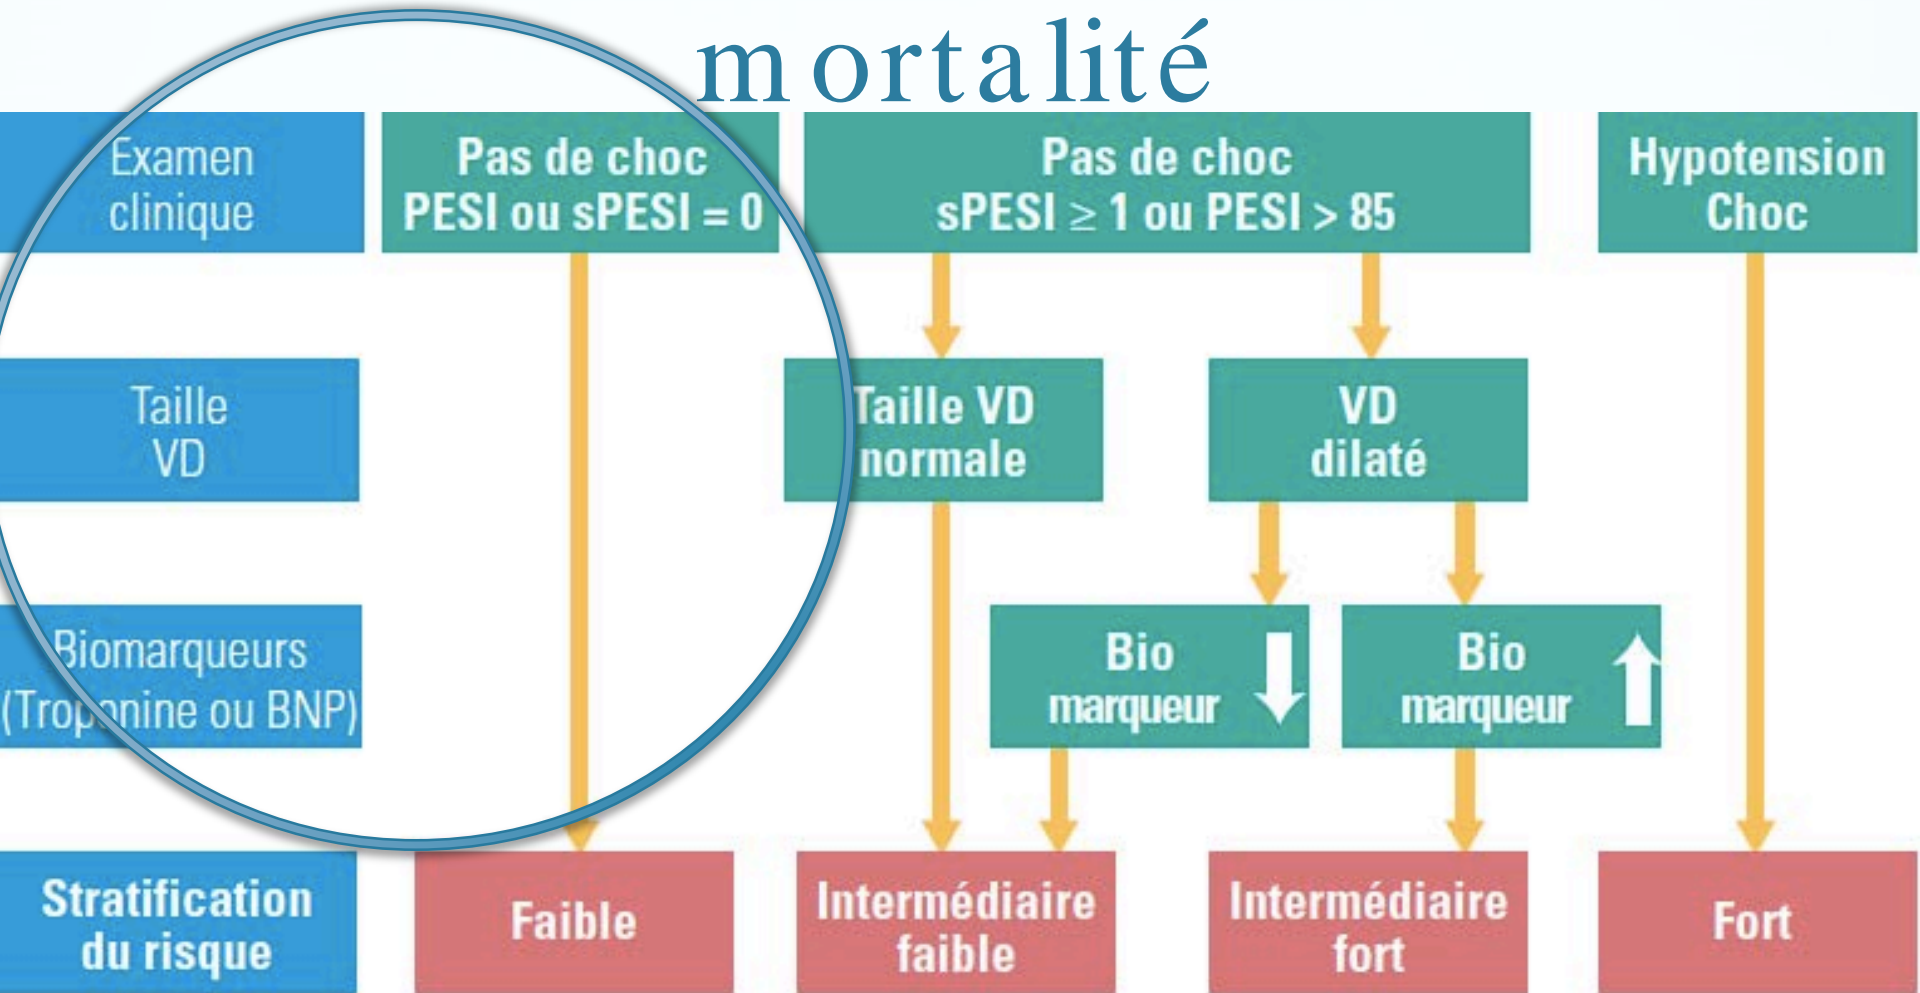 mortalité
Examen
clinique
Pas de choc
PESI ou sPESI = 0
Pas de choc
sPESI ≥ 1 ou PESI > 85
Hypotension
Choc
Taille
VD
Taille VD
normale
VD
dilaté
Biomarqueurs
(Troponine ou BNP)
Bio
marqueur
Bio
marqueur
Stratification
du risque
Faible
Intermédiaire
faible
Intermédiaire
fort
Fort